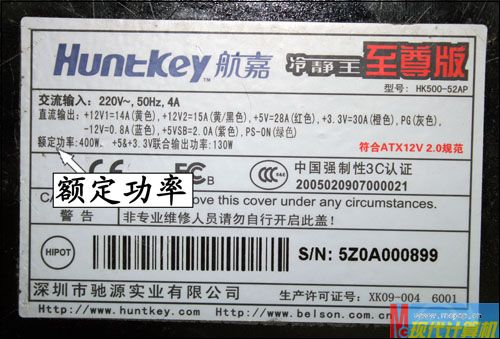 Huntkey 航嘉 冷静王 至尊版
型号: HK500-52AP
交流输入: 220V~, 50Hz, 4A
直流输出: +12V1=14A(黄色), +12V2=15A(黄/黑色), +5V=28A(红色), +3.3V=30A(橙色), PG(灰色),
-12V=0.8A(蓝色), +5VSB=2.0A(紫色), PS-ON(绿色)
额定功率: 400W, +5&+3.3V联合输出功率: 130W
符合ATX12V 2.0规范
额定功率
中国强制性3C认证
2005020907000021
CA
ove this cover under any circumstances.
警告
非专业维修人员请勿自行开启此盖!
HIPOT
S/N: 5Z0A000899
深圳市驰源实业有限公司
生产许可证号: XK09-004 6001
Http://www.huntkey.com
Http://www.belson.com.cn
现代计算机